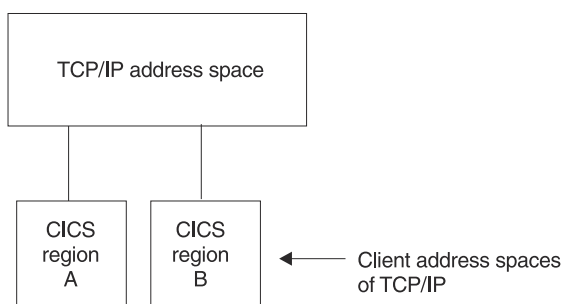 TCP/IP address space
CICS
region
A
CICS
region
B
Client address spaces
of TCP/IP